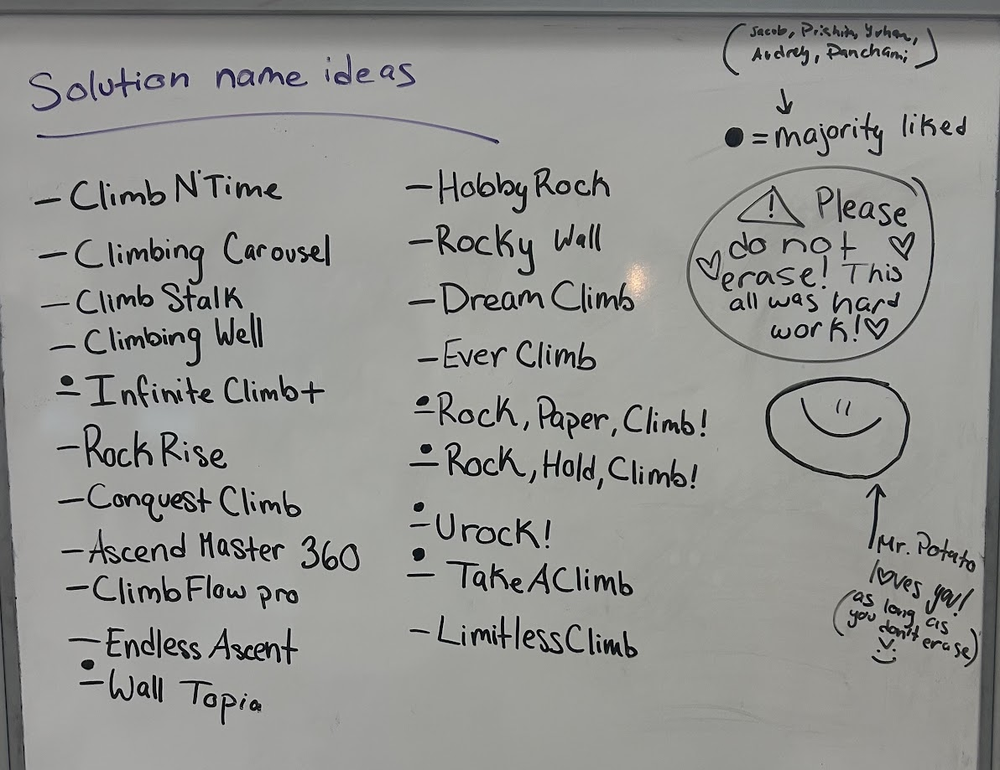 Solution name ideas
– Climb N'Time
– Climbing Carousel
– Climb Stalk
– Climbing Well
• – Infinite Climb+
– Rock Rise
– Conquest Climb
– Ascend Master 360
– ClimbFlow pro
– Endless Ascent
• – Wall Topia
– HobbyRock
– Rocky Wall
– Dream Climb
– Ever Climb
• – Rock, Paper, Climb!
• – Rock, Hold, Climb!
• – Urock!
• – TakeAClimb
– LimitlessClimb
(Jacob, Yuhan,
Audrey, Panchami)
↓
● = majority liked
⚠ Please
do not ♡
♡ erase! This
all was hard
work! ♡
Mr. Potato
loves you!
(as long as
you don't erase)